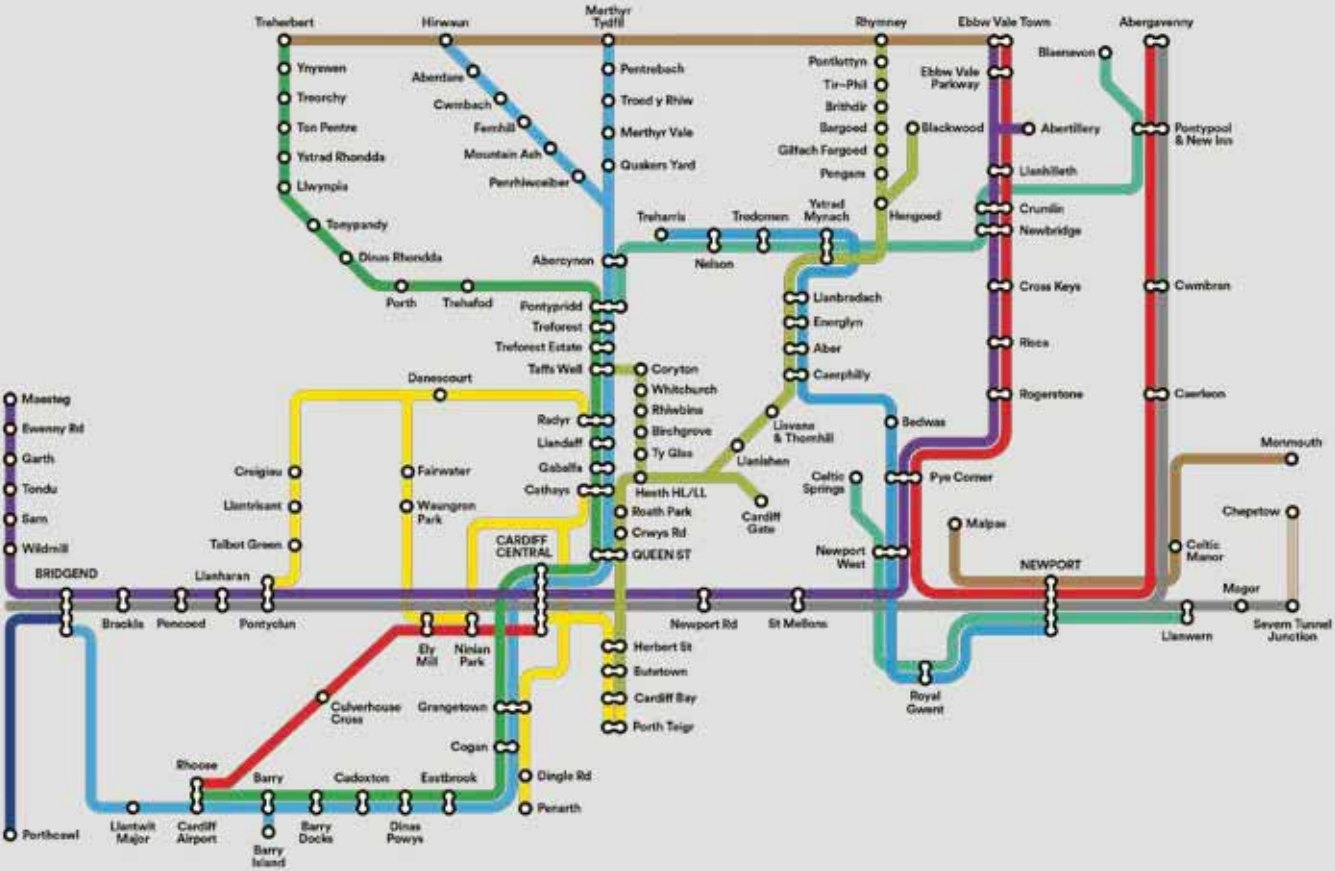 Treherbert
Hirwaun
Merthyr
Tydfil
Rhymney
Ebbw Vale Town
Abergavenny
Ynyswen
Treorchy
Ton Pentre
Ystrad Rhondda
Llwynpia
Tonypandy
Dinas Rhondda
Porth
Trehafod
Aberdare
Cwmbach
Fernhill
Mountain Ash
Penrhiwceiber
Pentrebach
Troed y Rhiw
Merthyr Vale
Quakers Yard
Abercynon
Pontypridd
Treforest
Treforest Estate
Taffs Well
Radyr
Llandaff
Gabalfa
Cathays
QUEEN ST
CARDIFF
CENTRAL
Treharris
Nelson
Tredomen
Ystrad
Mynach
Pontlottyn
Tir-Phil
Brithdir
Bargoed
Gilfach Fargoed
Pengam
Blackwood
Hengoed
Llanbradach
Energlyn
Aber
Caerphilly
Lisvane
& Thornhill
Llanishen
Cardiff
Gate
Coryton
Whitchurch
Rhiwbina
Birchgrove
Ty Glas
Heath HL/LL
Roath Park
Crwys Rd
Ebbw Vale
Parkway
Abertillery
Llanhilleth
Crumlin
Newbridge
Cross Keys
Risca
Rogerstone
Pye Corner
Bedwas
Celtic
Springs
Newport
West
Blaenavon
Pontypool
& New Inn
Cwmbran
Caerleon
Monmouth
Chepstow
Celtic
Manor
Malpas
NEWPORT
Magor
Severn Tunnel
Junction
Llanwern
Royal
Gwent
St Mellons
Newport Rd
Maesteg
Ewenny Rd
Garth
Tondu
Sarn
Wildmill
BRIDGEND
Brackla
Pencoed
Llanharan
Pontyclun
Danescourt
Creigiau
Llantrisant
Talbot Green
Fairwater
Waungron
Park
Ely
Mill
Ninian
Park
Culverhouse
Cross
Herbert St
Butetown
Cardiff Bay
Porth Teigr
Grangetown
Cogan
Dingle Rd
Penarth
Rhoose
Barry
Cadoxton
Eastbrook
Porthcawl
Llantwit
Major
Cardiff
Airport
Barry
Island
Barry
Docks
Dinas
Powys